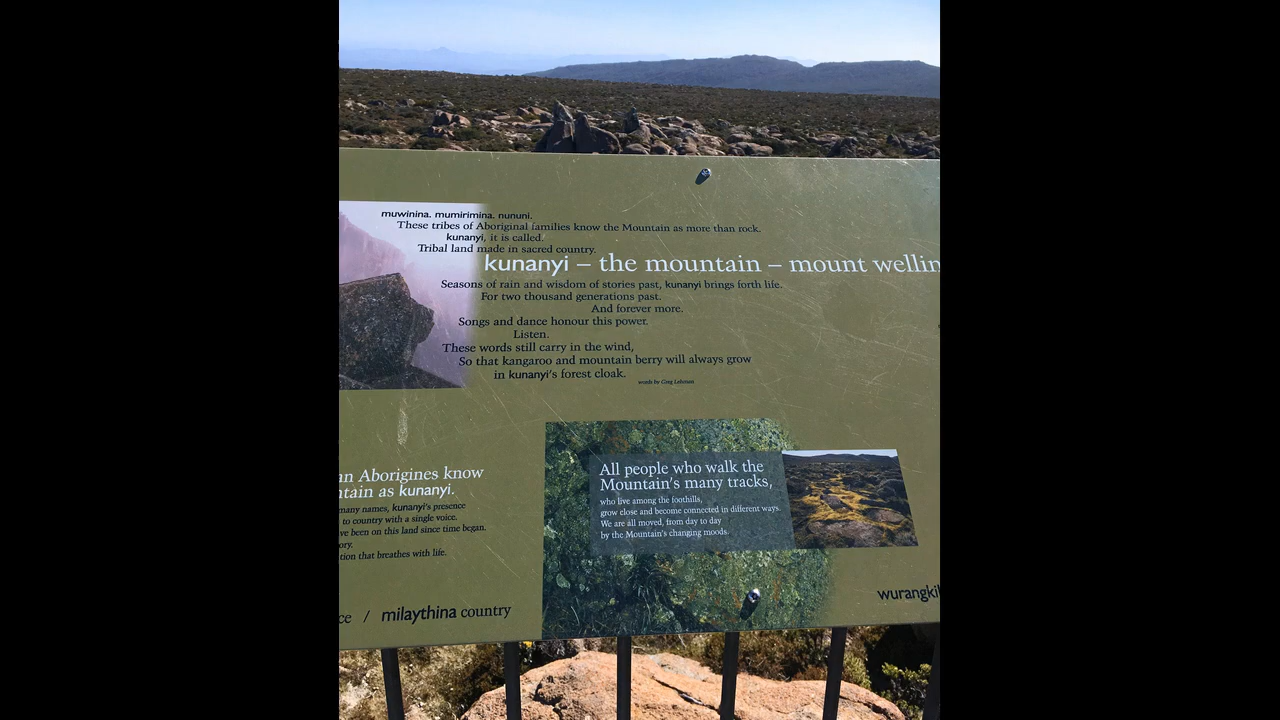 muwinina. mumirimina. nununi.
These tribes of Aboriginal families know the Mountain as more than rock.
kunanyi, it is called.
Tribal land made in sacred country.
kunanyi – the mountain – mount wellin
Seasons of rain and wisdom of stories past, kunanyi brings forth life.
For two thousand generations past.
And forever more.
Songs and dance honour this power.
Listen.
These words still carry in the wind,
So that kangaroo and mountain berry will always grow
in kunanyi's forest cloak.
words by Greg Lehman
an Aborigines know
ntain as kunanyi.
many names, kunanyi's presence
to country with a single voice.
ve been on this land since time began.
ory.
tion that breathes with life.
ce / milaythina country
All people who walk the
Mountain's many tracks,
who live among the foothills,
grow close and become connected in different ways.
We are all moved, from day to day
by the Mountain's changing moods.
wurangkil